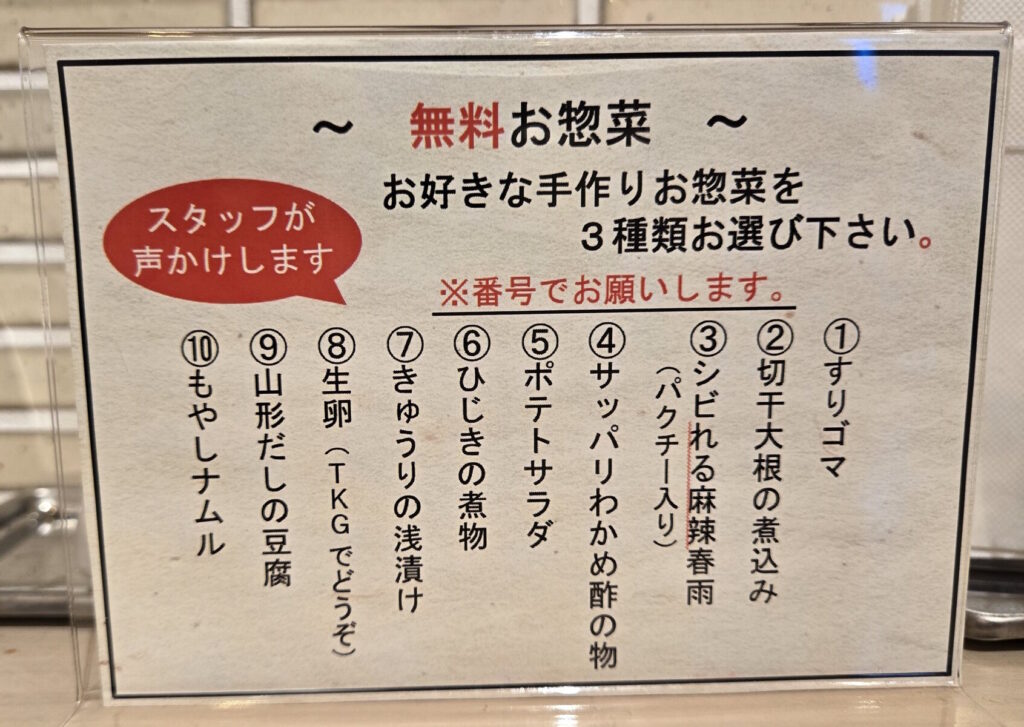 ～ 無料お惣菜 ～
お好きな手作りお惣菜を
３種類お選び下さい。
スタッフが
声かけします
※番号でお願いします。
①すりゴマ
②切干大根の煮込み
③シビれる麻辣春雨
（パクチー入り）
④サッパリわかめ酢の物
⑤ポテトサラダ
⑥ひじきの煮物
⑦きゅうりの浅漬け
⑧生卵（ＴＫＧでどうぞ）
⑨山形だしの豆腐
⑩もやしナムル